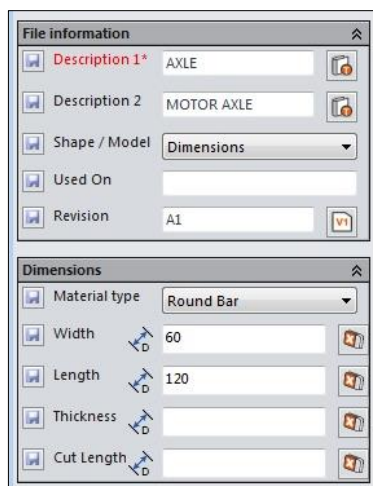 File information
Description 1* AXLE
Description 2 MOTOR AXLE
Shape / Model Dimensions
Used On
Revision A1 V1
Dimensions
Material type Round Bar
Width D 60
Length D 120
Thickness D
Cut Length D